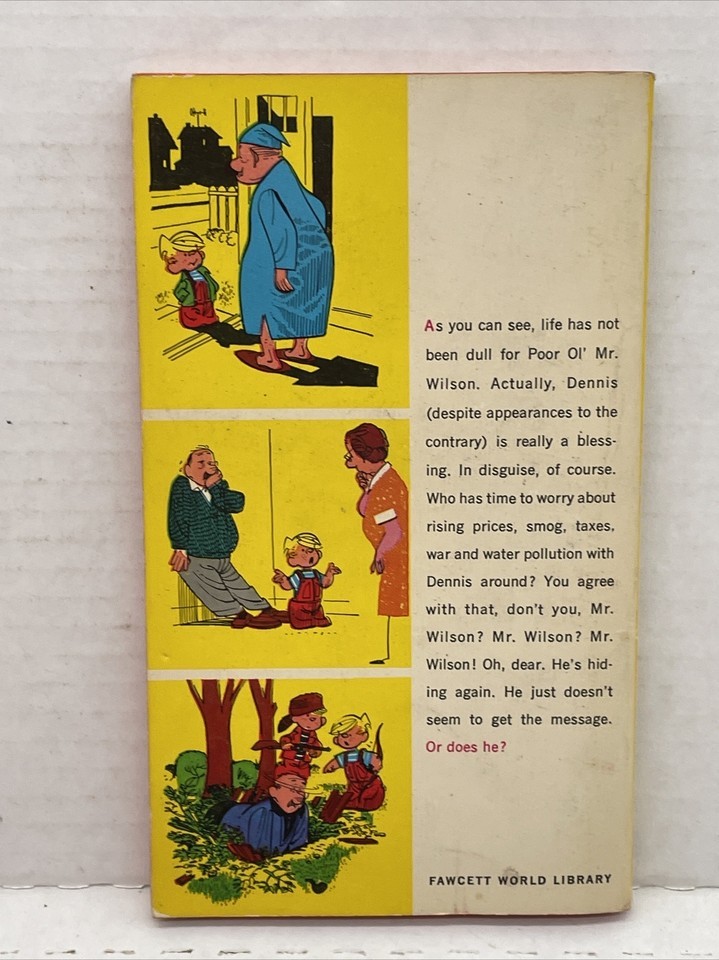 As you can see, life has not
been dull for Poor Ol' Mr.
Wilson. Actually, Dennis
(despite appearances to the
contrary) is really a bless-
ing. In disguise, of course.
Who has time to worry about
rising prices, smog, taxes,
war and water pollution with
Dennis around? You agree
with that, don't you, Mr.
Wilson? Mr. Wilson? Mr.
Wilson! Oh, dear. He's hid-
ing again. He just doesn't
seem to get the message.
Or does he?
FAWCETT WORLD LIBRARY